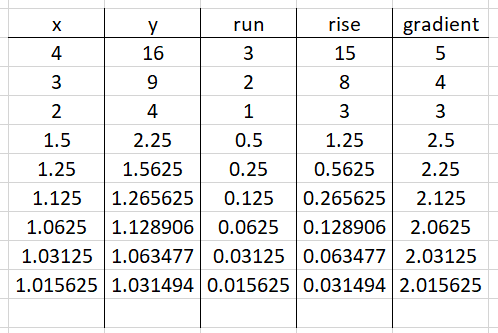 x y run rise gradient
4 16 3 15 5
3 9 2 8 4
2 4 1 3 3
1.5 2.25 0.5 1.25 2.5
1.25 1.5625 0.25 0.5625 2.25
1.125 1.265625 0.125 0.265625 2.125
1.0625 1.128906 0.0625 0.128906 2.0625
1.03125 1.063477 0.03125 0.063477 2.03125
1.015625 1.031494 0.015625 0.031494 2.015625